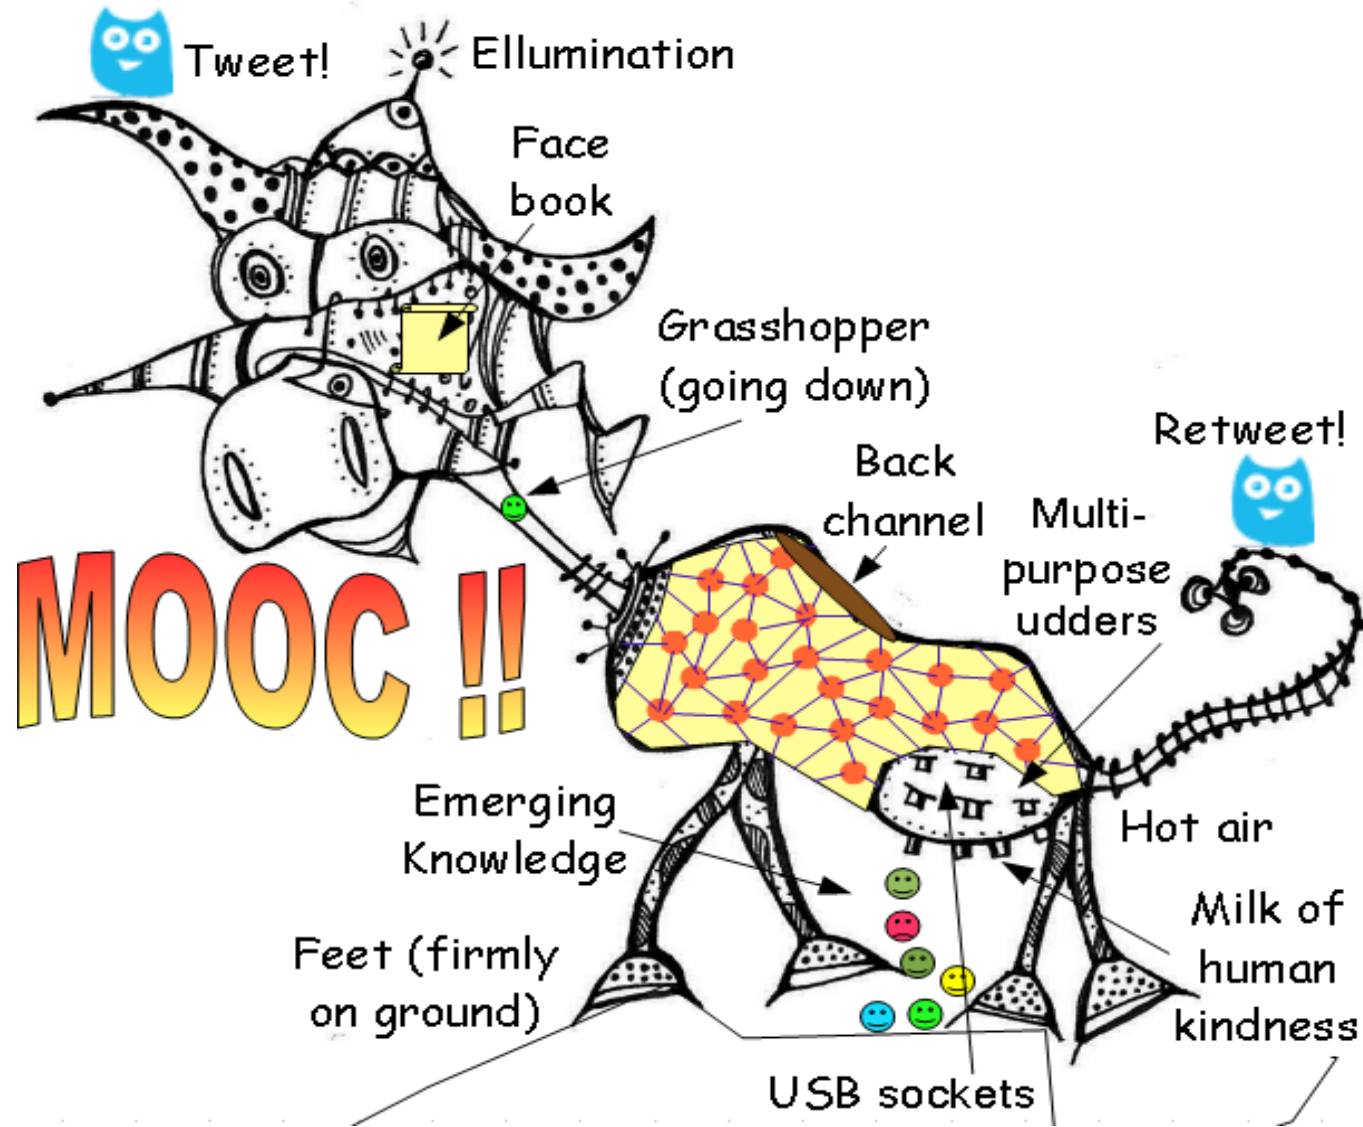 Tweet!
Ellumination
Face
book
Grasshopper
(going down)
Retweet!
Back
channel
Multi-
purpose
udders
MOOC !!
Emerging
Knowledge
Hot air
Feet (firmly
on ground)
Milk of
human
kindness
USB sockets